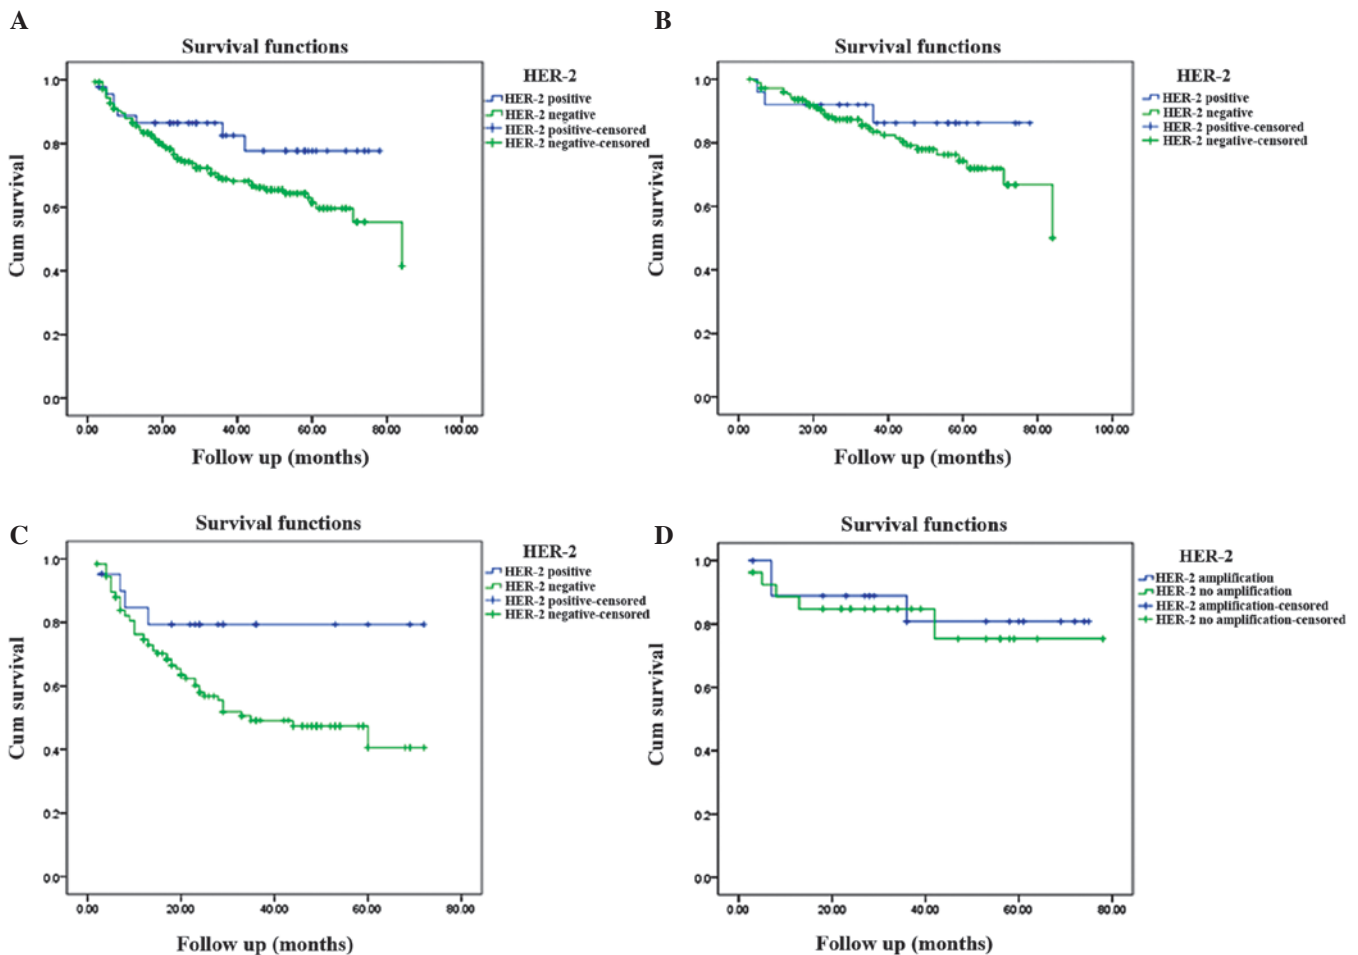 A
Survival functions
Cum survival
1.0
0.8
0.6
0.4
0.2
0.0
0.00 20.00 40.00 60.00 80.00 100.00
Follow up (months)
HER-2
HER-2 positive
HER-2 negative
HER-2 positive-censored
HER-2 negative-censored
B
Survival functions
Cum survival
1.0
0.8
0.6
0.4
0.2
0.0
0.00 20.00 40.00 60.00 80.00 100.00
Follow up (months)
HER-2
HER-2 positive
HER-2 negative
HER-2 positive-censored
HER-2 negative-censored
C
Survival functions
Cum survival
1.0
0.8
0.6
0.4
0.2
0.0
0.00 20.00 40.00 60.00 80.00
Follow up (months)
HER-2
HER-2 positive
HER-2 negative
HER-2 positive-censored
HER-2 negative-censored
D
Survival functions
Cum survival
1.0
0.8
0.6
0.4
0.2
0.0
0.00 20.00 40.00 60.00 80.00
Follow up (months)
HER-2
HER-2 amplification
HER-2 no amplification
HER-2 amplification-censored
HER-2 no amplification-censored